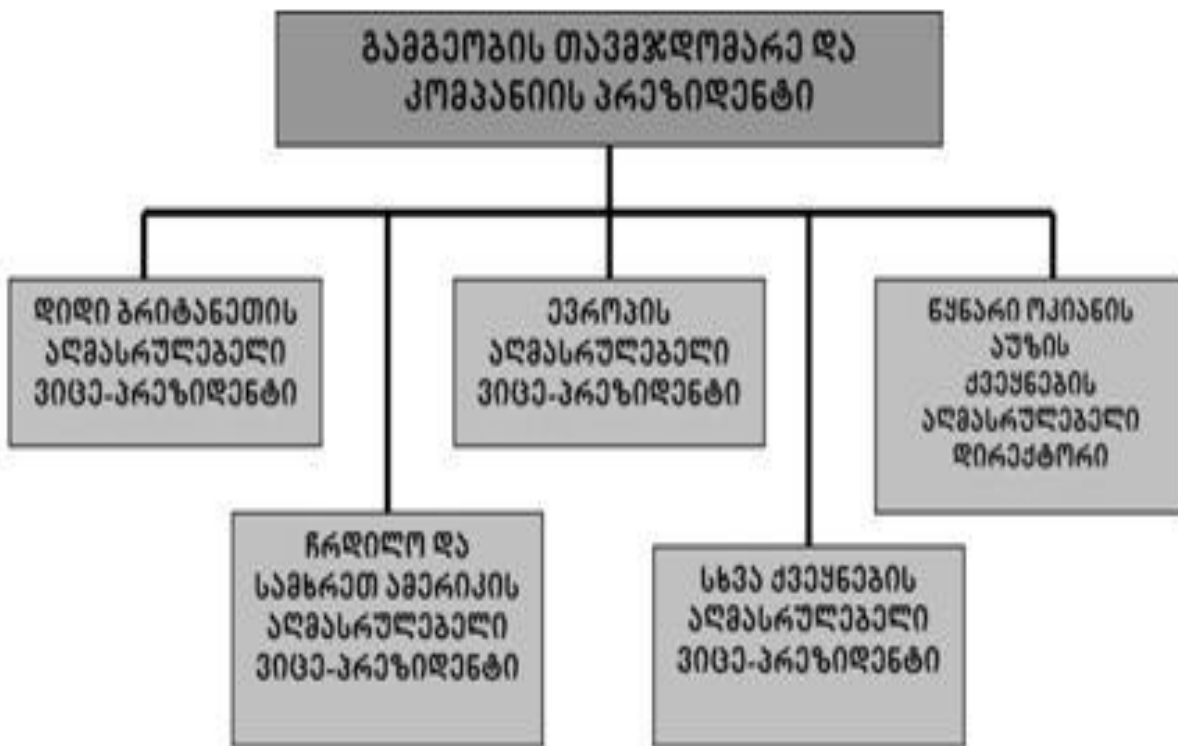 გამგეობის თავმჯდომარე და
კომპანიის პრეზიდენტი
დიდი ბრიტანეთის
აღმასრულებელი
ვიცე-პრეზიდენტი
ევროპის
აღმასრულებელი
ვიცე-პრეზიდენტი
წყნარი ოკიანის
აუზის
ქვეყნების
აღმასრულებელი
დირექტორი
ჩრდილო და
სამხრეთ ამერიკის
აღმასრულებელი
ვიცე-პრეზიდენტი
სხვა ქვეყნების
აღმასრულებელი
ვიცე-პრეზიდენტი